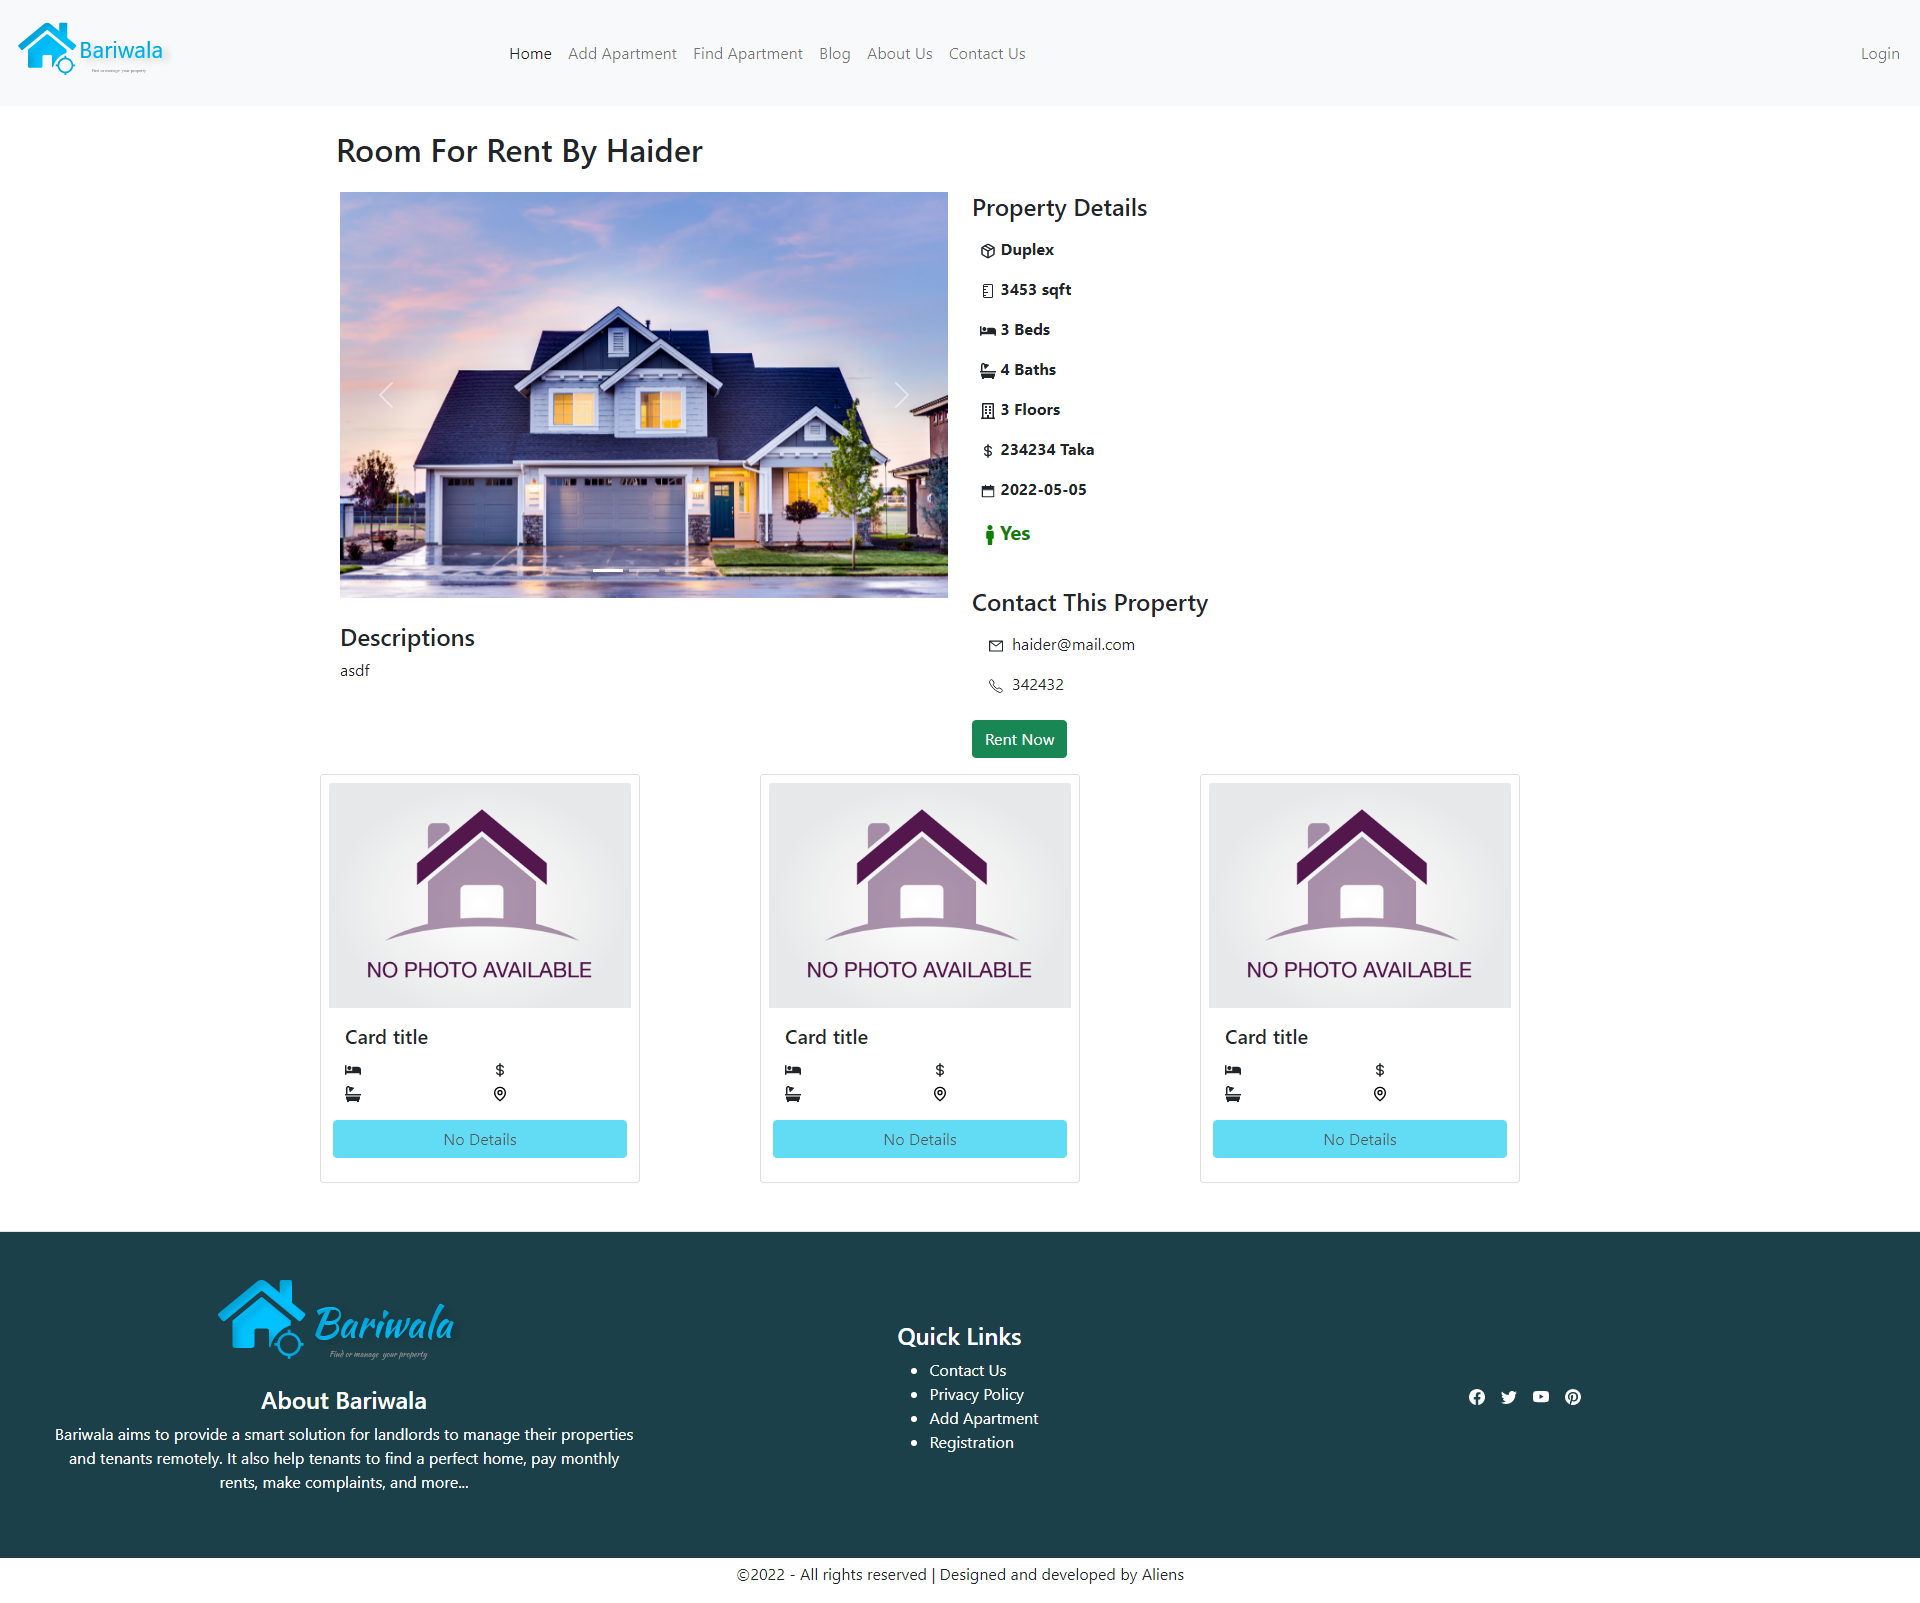 Bariwala
Find or manage your property
Home Add Apartment Find Apartment Blog About Us Contact Us Login
Room For Rent By Haider
Property Details
Duplex
3453 sqft
3 Beds
4 Baths
3 Floors
$ 234234 Taka
2022-05-05
Yes
Contact This Property
haider@mail.com
342432
Rent Now
Descriptions
asdf
NO PHOTO AVAILABLE
Card title
$
No Details
NO PHOTO AVAILABLE
Card title
$
No Details
NO PHOTO AVAILABLE
Card title
$
No Details
Bariwala
Find or manage your property
About Bariwala
Bariwala aims to provide a smart solution for landlords to manage their properties
and tenants remotely. It also help tenants to find a perfect home, pay monthly
rents, make complaints, and more...
Quick Links
Contact Us
Privacy Policy
Add Apartment
Registration
©2022 - All rights reserved | Designed and developed by Aliens